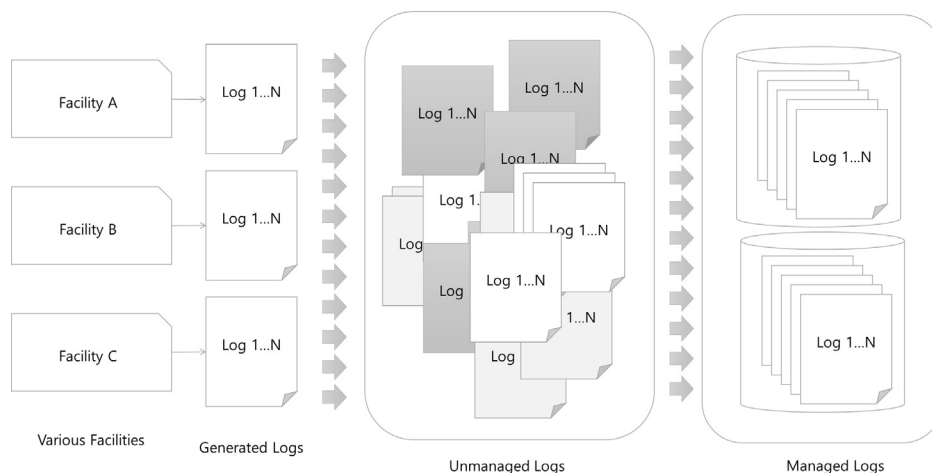 Facility A
Log 1...N
Facility B
Log 1...N
Facility C
Log 1...N
Various Facilities
Generated Logs
Log 1...N
Log 1...N
Log 1...N
Log 1.
Log
Log 1...N
Log
Log 1...N
1...N
Log
Unmanaged Logs
Log 1...N
Log 1...N
Managed Logs